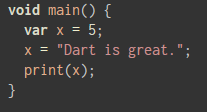 void main() {
  var x = 5;
  x = "Dart is great.";
  print(x);
}